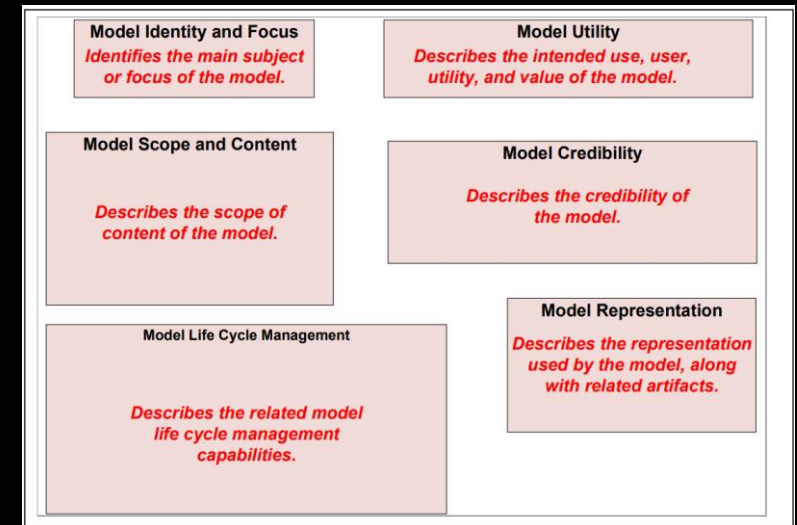 Model Identity and Focus
Identifies the main subject
or focus of the model.
Model Utility
Describes the intended use, user,
utility, and value of the model.
Model Scope and Content
Describes the scope of
content of the model.
Model Credibility
Describes the credibility of
the model.
Model Life Cycle Management
Describes the related model
life cycle management
capabilities.
Model Representation
Describes the representation
used by the model, along
with related artifacts.